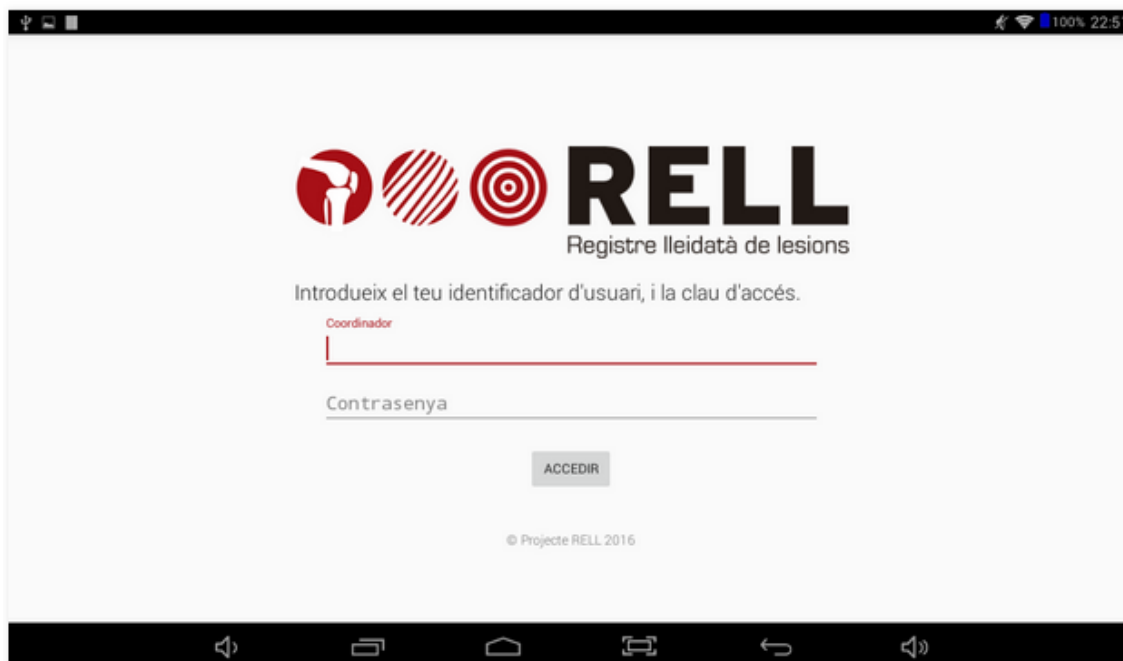 100% 22:51
RELL
Registre lleidatà de lesions
Introdueix el teu identificador d'usuari, i la clau d'accés.
Coordinador
Contrasenya
ACCEDIR
© Projecte RELL 2016